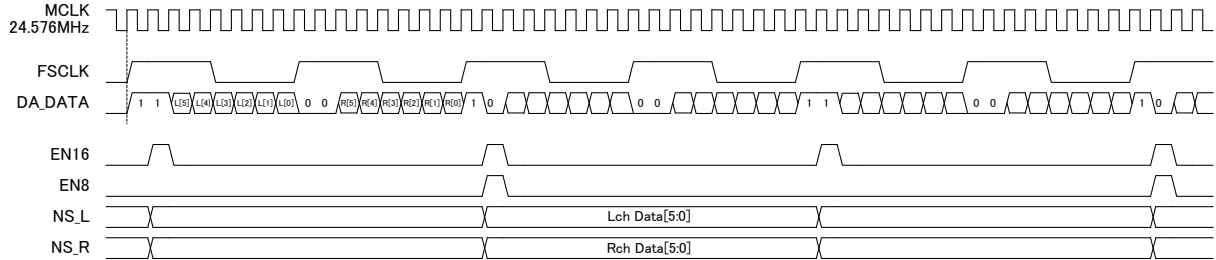 MCLK
24.576MHz
FSCLK
DA_DATA 1 1 L[5] L[4] L[3] L[2] L[1] L[0] 0 0 R[5] R[4] R[3] R[2] R[1] R[0] 1 0 0 0 1 1 0 0 1 0
EN16
EN8
NS_L Lch Data[5:0]
NS_R Rch Data[5:0]